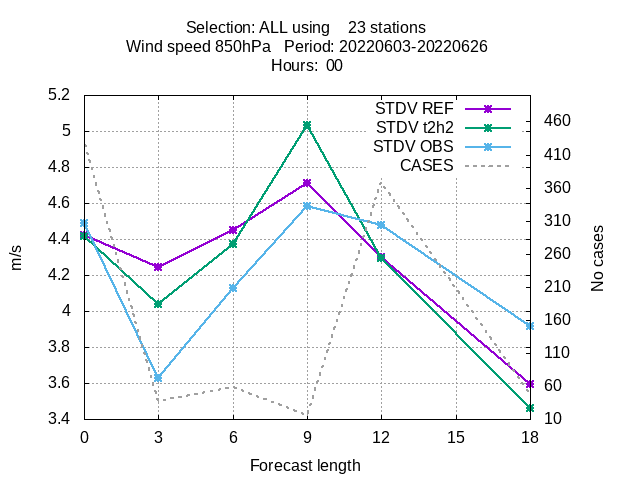 Selection: ALL using 23 stations
Wind speed 850hPa Period: 20220603-20220626
Hours: 00
STDV REF
STDV t2h2
STDV OBS
CASES
5.2
5
4.8
4.6
4.4
4.2
4
3.8
3.6
3.4
m/s
460
410
360
310
260
210
160
110
60
10
No cases
0 3 6 9 12 15 18
Forecast length